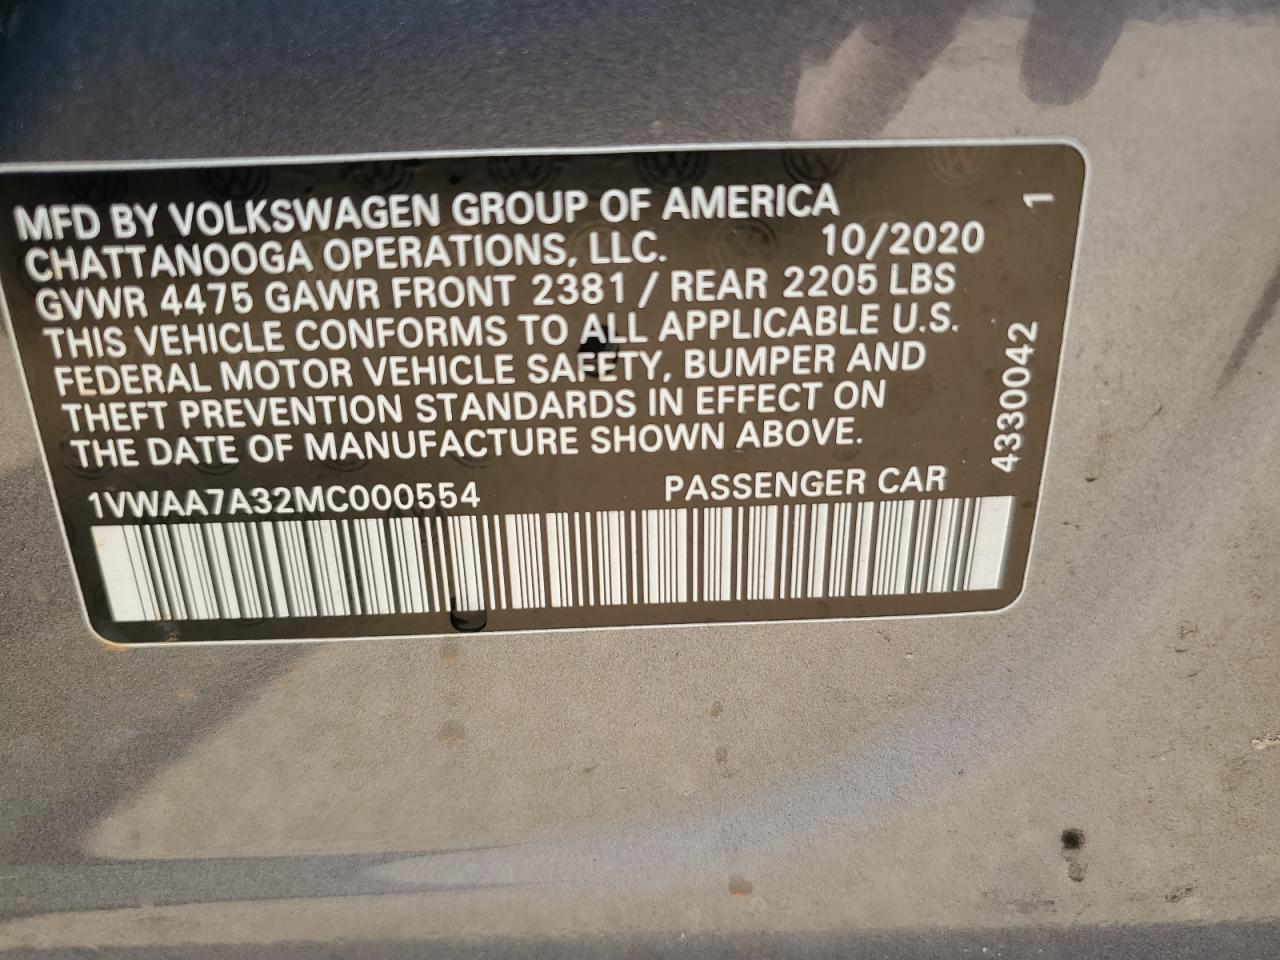 MFD BY VOLKSWAGEN GROUP OF AMERICA
CHATTANOOGA OPERATIONS, LLC. 10/2020
GVWR 4475 GAWR FRONT 2381 / REAR 2205 LBS
THIS VEHICLE CONFORMS TO ALL APPLICABLE U.S.
FEDERAL MOTOR VEHICLE SAFETY, BUMPER AND
THEFT PREVENTION STANDARDS IN EFFECT ON
THE DATE OF MANUFACTURE SHOWN ABOVE.
1VWAA7A32MC000554 PASSENGER CAR
4330042 1